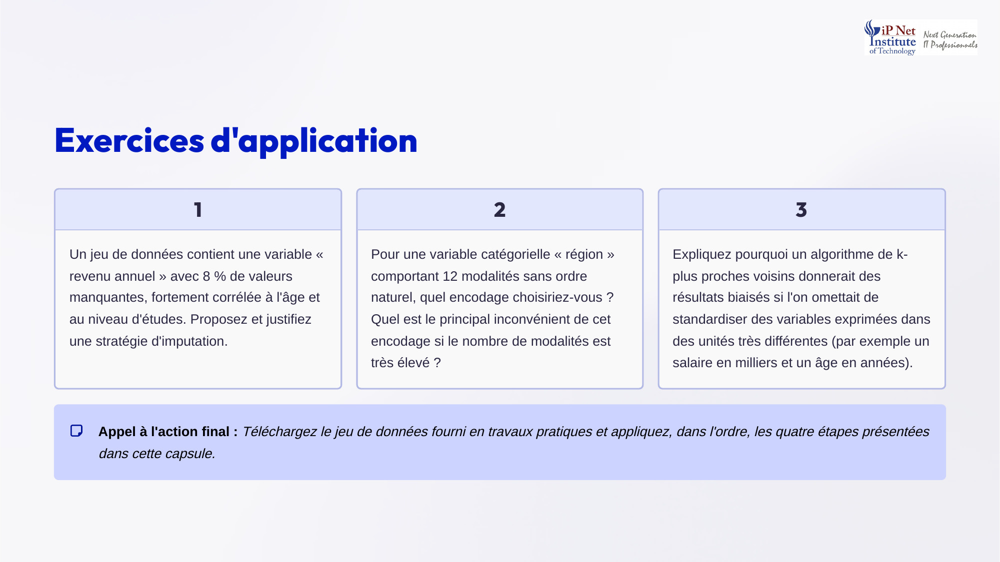 iP Net
Institute
of Technology
Next Generation
IT Professionnels
Exercices d'application
1
Un jeu de données contient une variable «
revenu annuel » avec 8 % de valeurs
manquantes, fortement corrélée à l'âge et
au niveau d'études. Proposez et justifiez
une stratégie d'imputation.
2
Pour une variable catégorielle « région »
comportant 12 modalités sans ordre
naturel, quel encodage choisiriez-vous ?
Quel est le principal inconvénient de cet
encodage si le nombre de modalités est
très élevé ?
3
Expliquez pourquoi un algorithme de k-
plus proches voisins donnerait des
résultats biaisés si l'on omettait de
standardiser des variables exprimées dans
des unités très différentes (par exemple un
salaire en milliers et un âge en années).
Appel à l'action final : Téléchargez le jeu de données fourni en travaux pratiques et appliquez, dans l'ordre, les quatre étapes présentées
dans cette capsule.